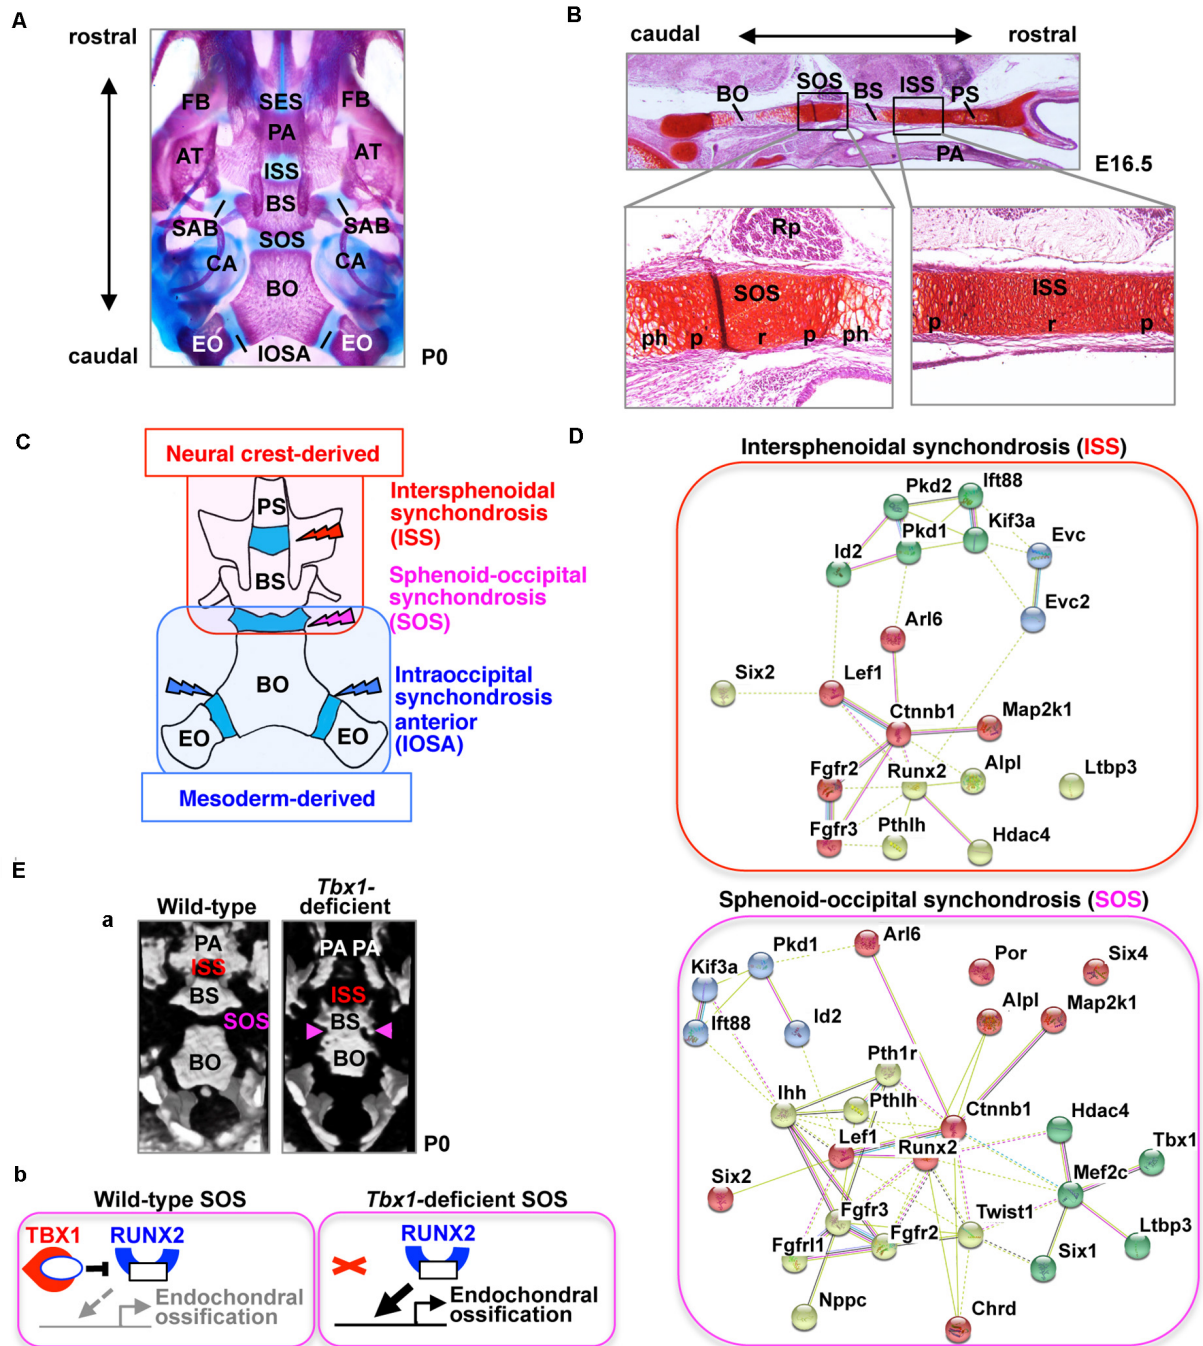 A
rostral
FB
SES
FB
PA
AT
AT
ISS
BS
SAB
SAB
SOS
CA
CA
BO
EO
EO
IOSA
caudal
P0
B
caudal
rostral
BO
SOS
BS
ISS
PS
PA
E16.5
Rp
SOS
ph
p
r
p
ph
ISS
p
r
p
C
Neural crest-derived
PS
BS
BO
EO
EO
Intersphenoidal
synchondrosis
(ISS)
Sphenoid-occipital
synchondrosis
(SOS)
Intraoccipital
synchondrosis
anterior
(IOSA)
Mesoderm-derived
D
Intersphenoidal synchondrosis (ISS)
Pkd2
Ift88
Pkd1
Kif3a
Id2
Evc
Evc2
Arl6
Six2
Lef1
Ctnnb1
Map2k1
Fgfr2
Runx2
Alpl
Ltbp3
Fgfr3
Pthlh
Hdac4
Sphenoid-occipital synchondrosis (SOS)
Pkd1
Arl6
Kif3a
Por
Six4
Ift88
Id2
Alpl
Map2k1
Pth1r
Ihh
Pthlh
Ctnnb1
Hdac4
Lef1
Runx2
Tbx1
Six2
Mef2c
Fgfr3
Twist1
Fgfr2
Ltbp3
Fgfrl1
Six1
Nppc
Chrd
E
a
Wild-type
Tbx1-
deficient
PA
ISS
BS
SOS
BO
PA PA
ISS
BS
BO
P0
b
Wild-type SOS
TBX1
RUNX2
Endochondral
ossification
Tbx1-deficient SOS
RUNX2
Endochondral
ossification